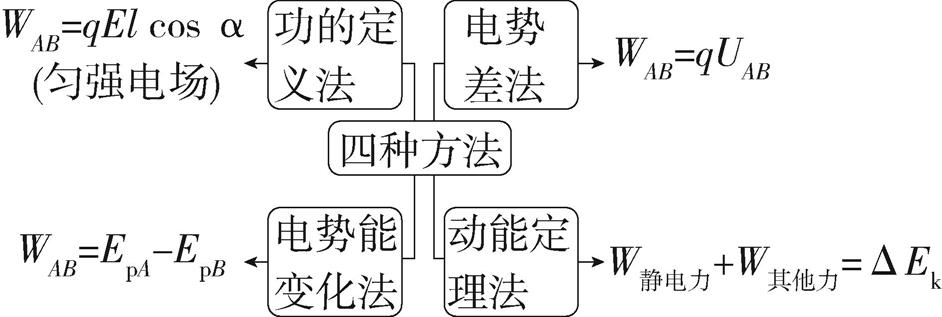 W_AB=qEl cos α
(匀强电场)
功的定
义法
电势
差法
W_AB=qU_AB
四种方法
W_AB=E_pA-E_pB
电势能
变化法
动能定
理法
W_静电力+W_其他力=ΔE_k